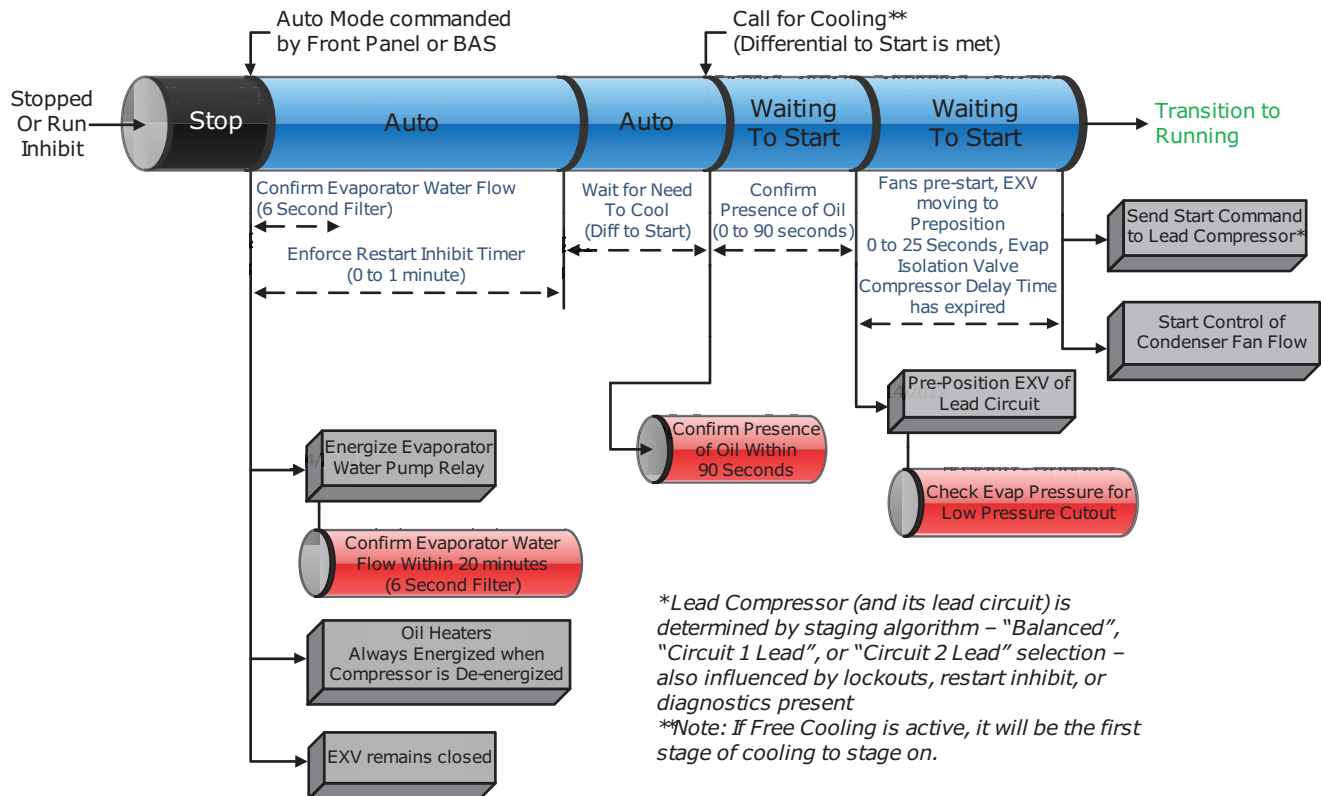 Auto Mode commanded
by Front Panel or BAS
Call for Cooling**
(Differential to Start is met)
Stopped
Or Run
Inhibit
Stop
Auto
Auto
Waiting
To Start
Waiting
To Start
Transition to
Running
Confirm Evaporator Water Flow
(6 Second Filter)
Enforce Restart Inhibit Timer
(0 to 1 minute)
Wait for Need
To Cool
(Diff to Start)
Confirm
Presence of Oil
(0 to 90 seconds)
Fans pre-start, EXV
moving to
Preposition
0 to 25 Seconds, Evap
Isolation Valve
Compressor Delay Time
has expired
Send Start Command
to Lead Compressor*
Start Control of
Condenser Fan Flow
Pre-Position EXV of
Lead Circuit
Confirm Presence
of Oil Within
90 Seconds
Check Evap Pressure for
Low Pressure Cutout
Energize Evaporator
Water Pump Relay
Confirm Evaporator Water
Flow Within 20 minutes
(6 Second Filter)
Oil Heaters
Always Energized when
Compressor is De-energized
EXV remains closed
*Lead Compressor (and its lead circuit) is
determined by staging algorithm – “Balanced”,
“Circuit 1 Lead”, or “Circuit 2 Lead” selection –
also influenced by lockouts, restart inhibit, or
diagnostics present
**Note: If Free Cooling is active, it will be the first
stage of cooling to stage on.